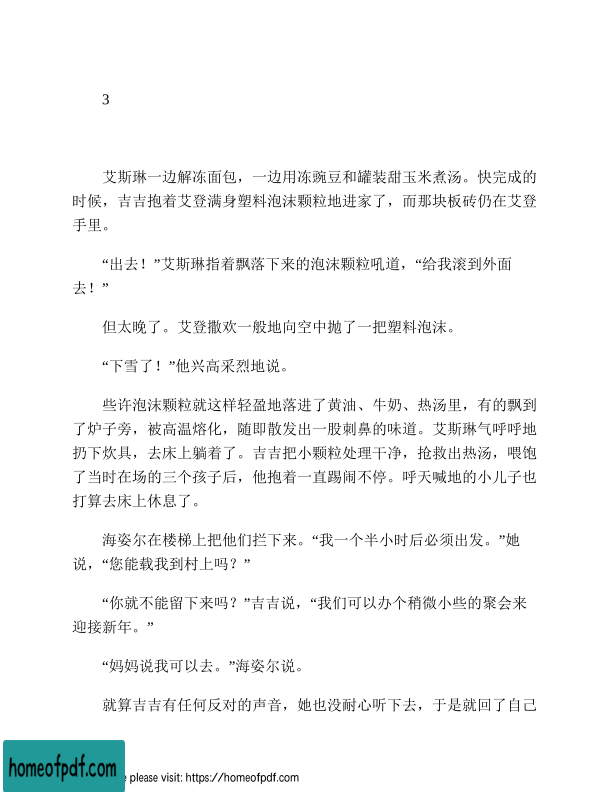 3
艾斯琳一边解冻面包，一边用冻豌豆和罐装甜玉米煮汤。快完成的
时候，吉吉抱着艾登满身塑料泡沫颗粒地进家了，而那块板砖仍在艾登
手里。
“出去！”艾斯琳指着飘落下来的泡沫颗粒吼道，“给我滚到外面
去！”
但太晚了。艾登撒欢一般地向空中抛了一把塑料泡沫。
“下雪了！”他兴高采烈地说。
些许泡沫颗粒就这样轻盈地落进了黄油、牛奶、热汤里，有的飘到
了炉子旁，被高温熔化，随即散发出一股刺鼻的味道。艾斯琳气呼呼地
扔下炊具，去床上躺着了。吉吉把小颗粒处理干净，抢救出热汤，喂饱
了当时在场的三个孩子后，他抱着一直踢闹不停。呼天喊地的小儿子也
打算去床上休息了。
海姿尔在楼梯上把他们拦下来。“我一个半小时后必须出发。”她
说，“您能载我到村上吗？”
“你就不能留下来吗？”吉吉说，“我们可以办个稍微小些的聚会来
迎接新年。”
“妈妈说我可以去。”海姿尔说。
就算吉吉有任何反对的声音，她也没耐心听下去，于是就回了自己
homeofpdf.com
e please visit: https://homeofpdf.com